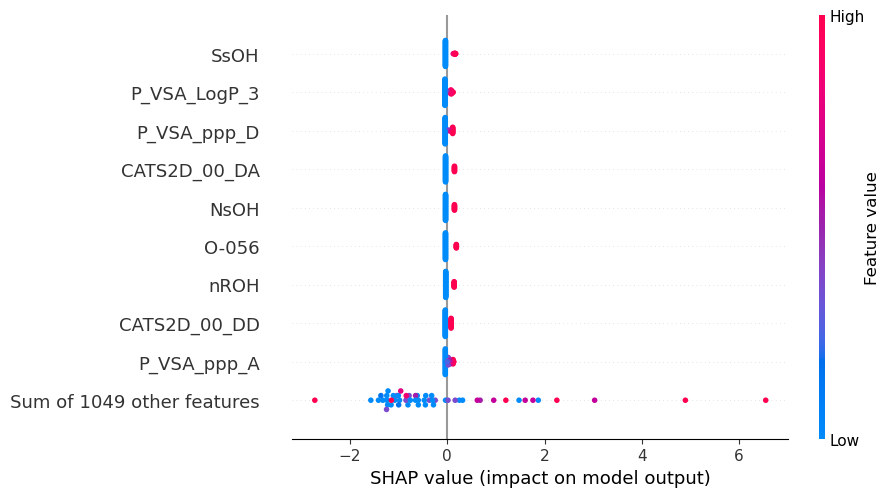 High
SsOH
P_VSA_LogP_3
P_VSA_ppp_D
CATS2D_00_DA
NsOH
O-056
nROH
CATS2D_00_DD
P_VSA_ppp_A
Sum of 1049 other features
Feature value
Low
−2 0 2 4 6
SHAP value (impact on model output)